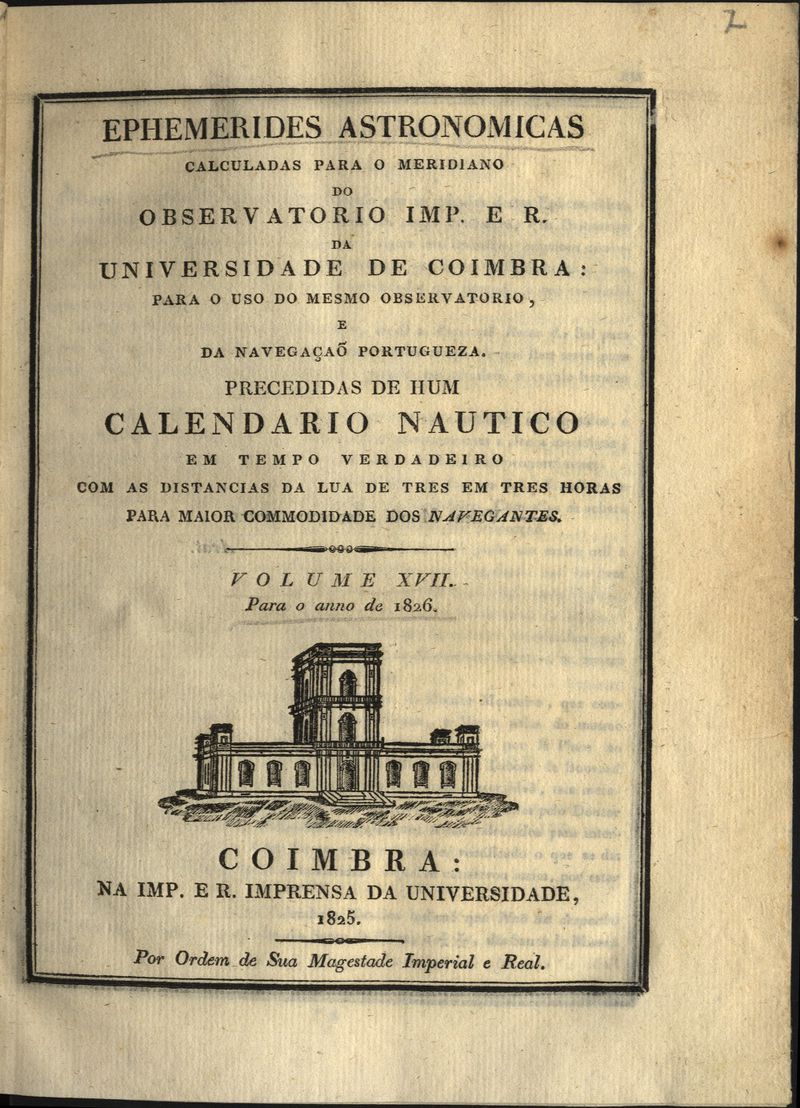 2
EPHEMERIDES ASTRONOMICAS
CALCULADAS PARA O MERIDIANO
DO
OBSERVATORIO IMP. E R.
DA
UNIVERSIDADE DE COIMBRA:
PARA O USO DO MESMO OBSERVATORIO,
E
DA NAVEGAÇAÕ PORTUGUEZA.
PRECEDIDAS DE HUM
CALENDARIO NAUTICO
EM TEMPO VERDADEIRO
COM AS DISTANCIAS DA LUA DE TRES EM TRES HORAS
PARA MAIOR COMMODIDADE DOS NAVEGANTES.
VOLUME XVII.
Para o anno de 1826.
COIMBRA:
NA IMP. E R. IMPRENSA DA UNIVERSIDADE,
1825.
Por Ordem de Sua Magestade Imperial e Real.